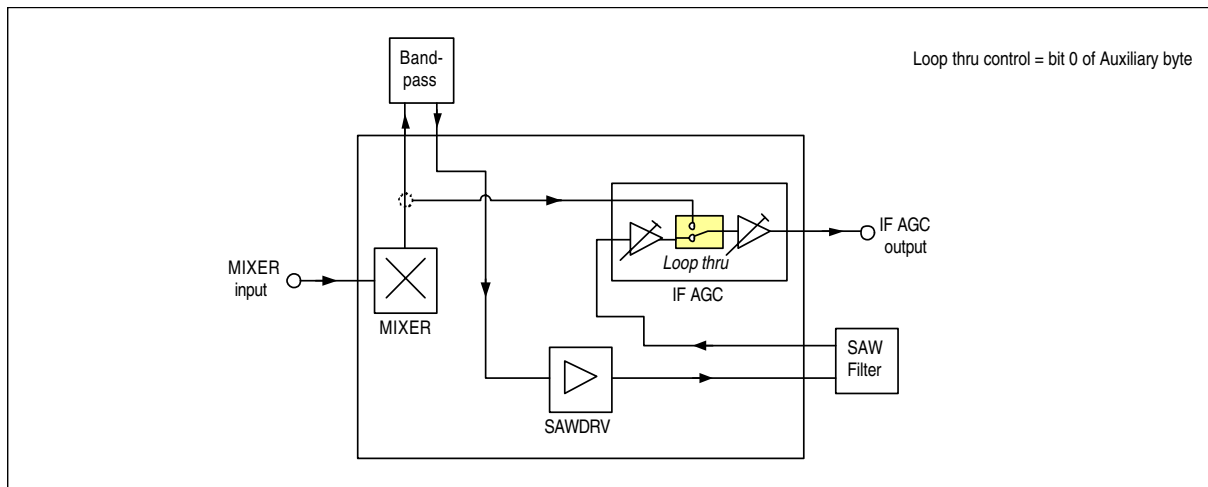 Band-
pass
Loop thru control = bit 0 of Auxiliary byte
MIXER
input
MIXER
Loop thru
IF AGC
IF AGC
output
SAWDRV
SAW
Filter